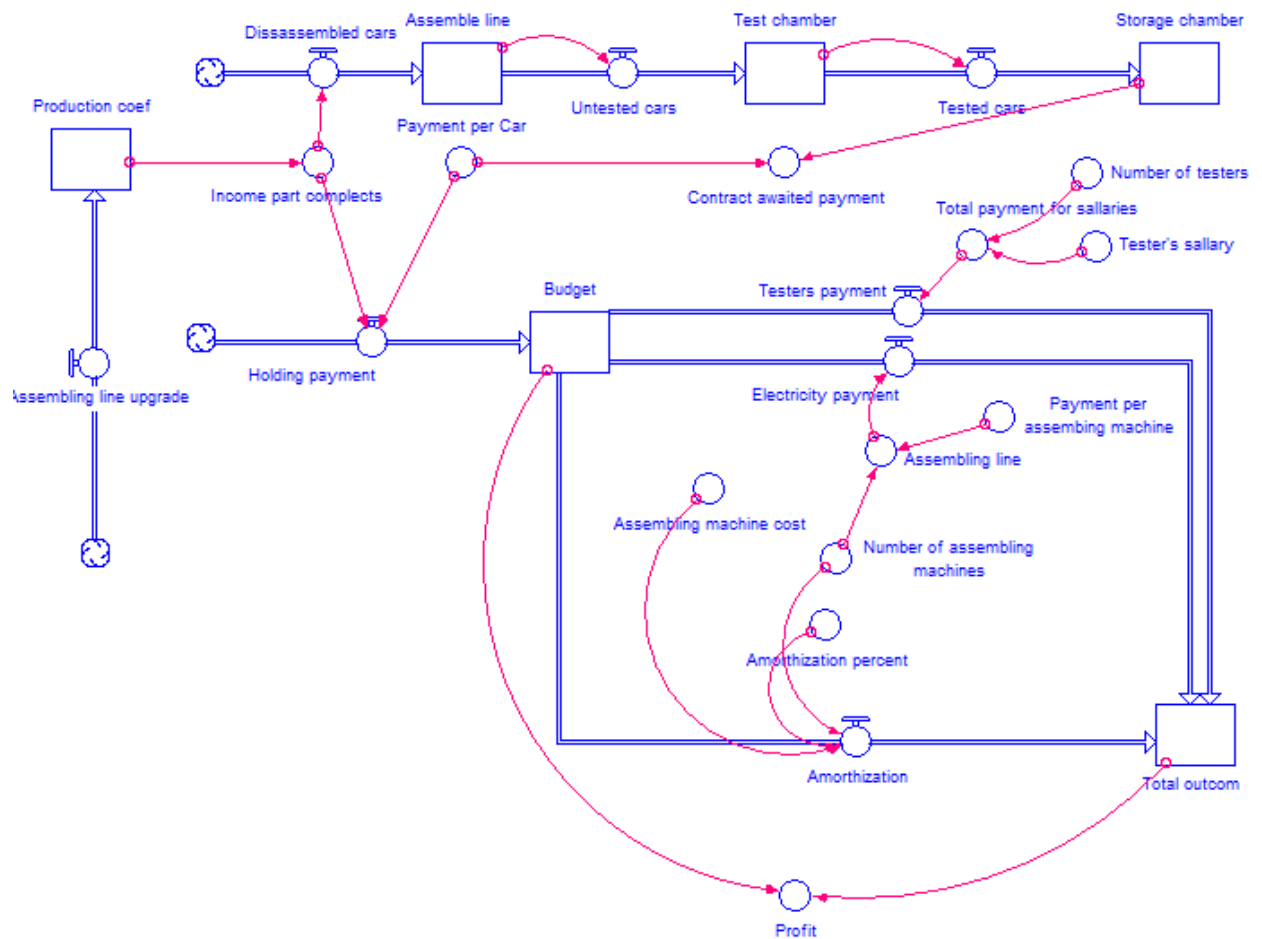 Assemble line
Test chamber
Storage chamber
Dissassembled cars
Production coef
Untested cars
Tested cars
Payment per Car
Income part complects
Contract awaited payment
Number of testers
Total payment for sallaries
Tester's sallary
Budget
Testers payment
Holding payment
Assembling line upgrade
Electricity payment
Payment per
assembing machine
Assembling line
Assembling machine cost
Number of assembling
machines
Amorthization percent
Amorthization
Total outcom
Profit